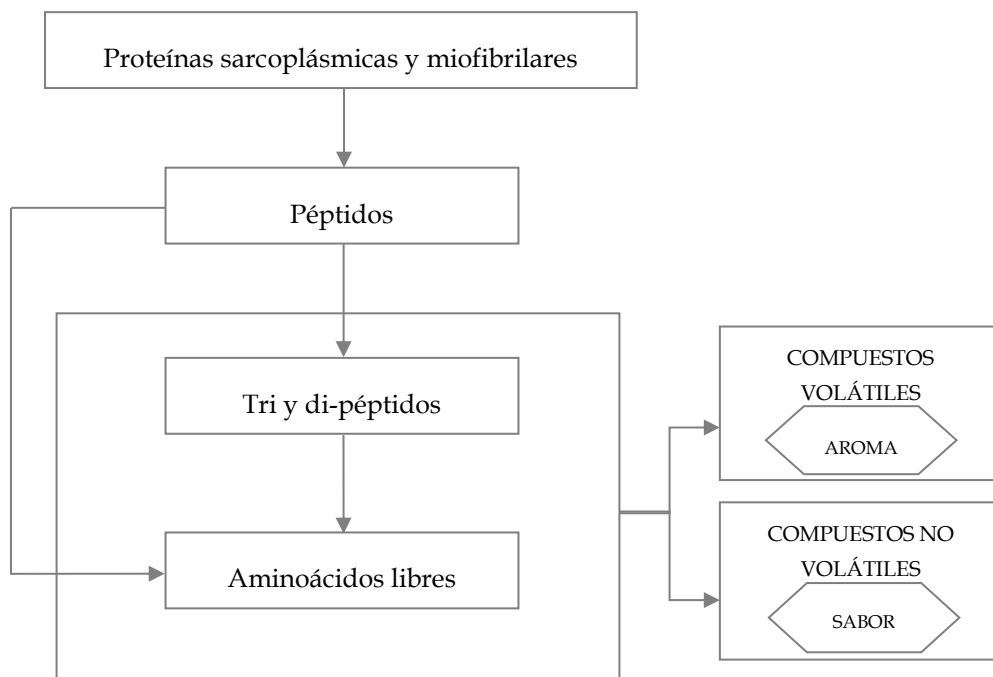 Proteínas sarcoplásmicas y miofibrilares
Péptidos
Tri y di-péptidos
Aminoácidos libres
COMPUESTOS
VOLÁTILES
AROMA
COMPUESTOS NO
VOLÁTILES
SABOR